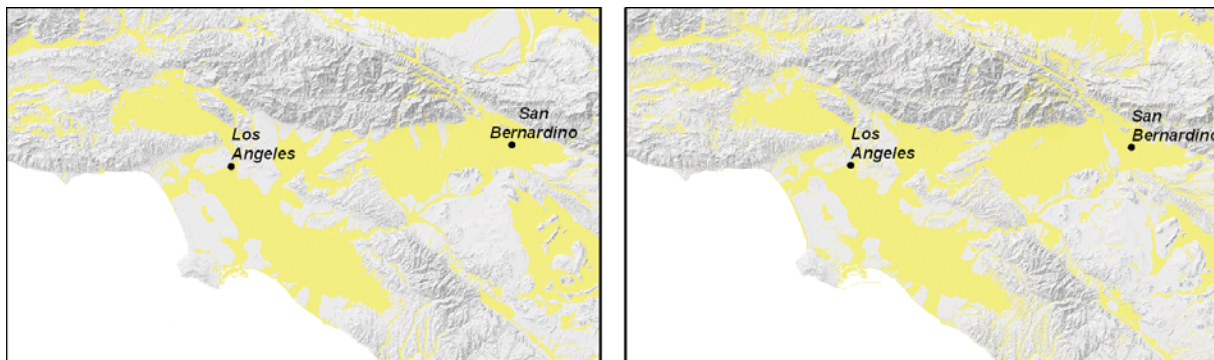 San
Bernardino
Los
Angeles
San
Bernardino
Los
Angeles